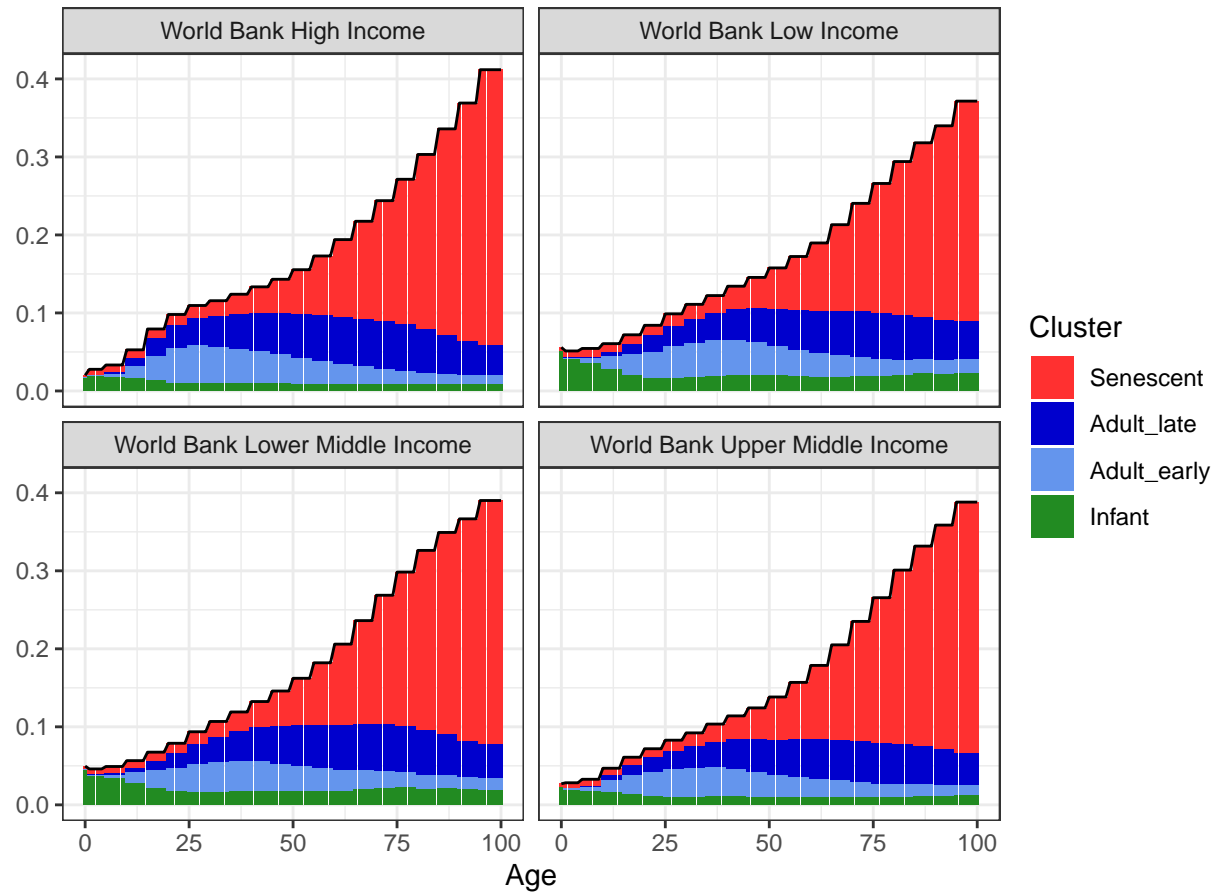 World Bank High Income
World Bank Low Income
0.4
0.3
0.2
0.1
0.0
World Bank Lower Middle Income
World Bank Upper Middle Income
0.4
0.3
0.2
0.1
0.0
0 25 50 75 100
0 25 50 75 100
Age
Cluster
Senescent
Adult_late
Adult_early
Infant